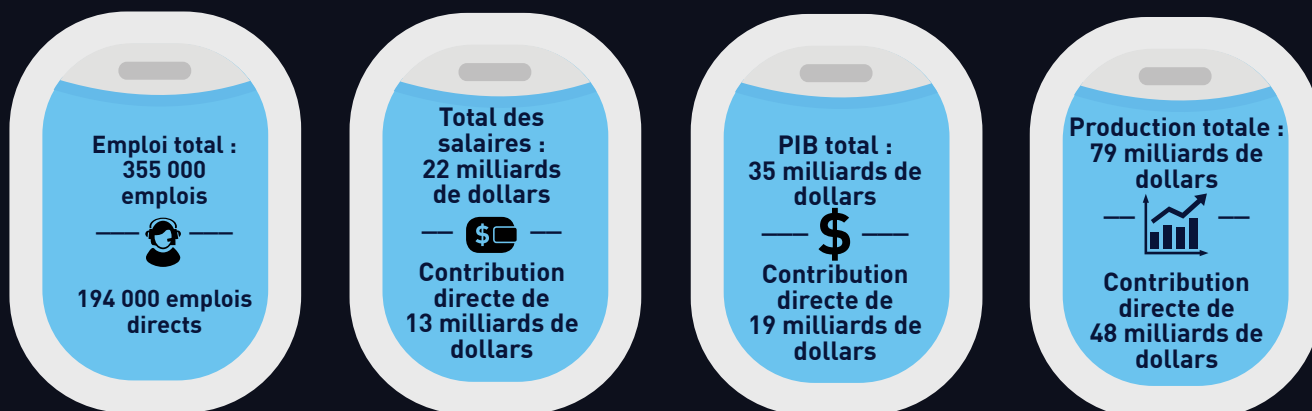 Emploi total :
355 000
emplois
194 000 emplois
directs
Total des
salaires :
22 milliards
de dollars
$
Contribution
directe de
13 milliards de
dollars
PIB total :
35 milliards de
dollars
$
Contribution
directe de
19 milliards de
dollars
Production totale :
79 milliards de
dollars
Contribution
directe de
48 milliards de
dollars